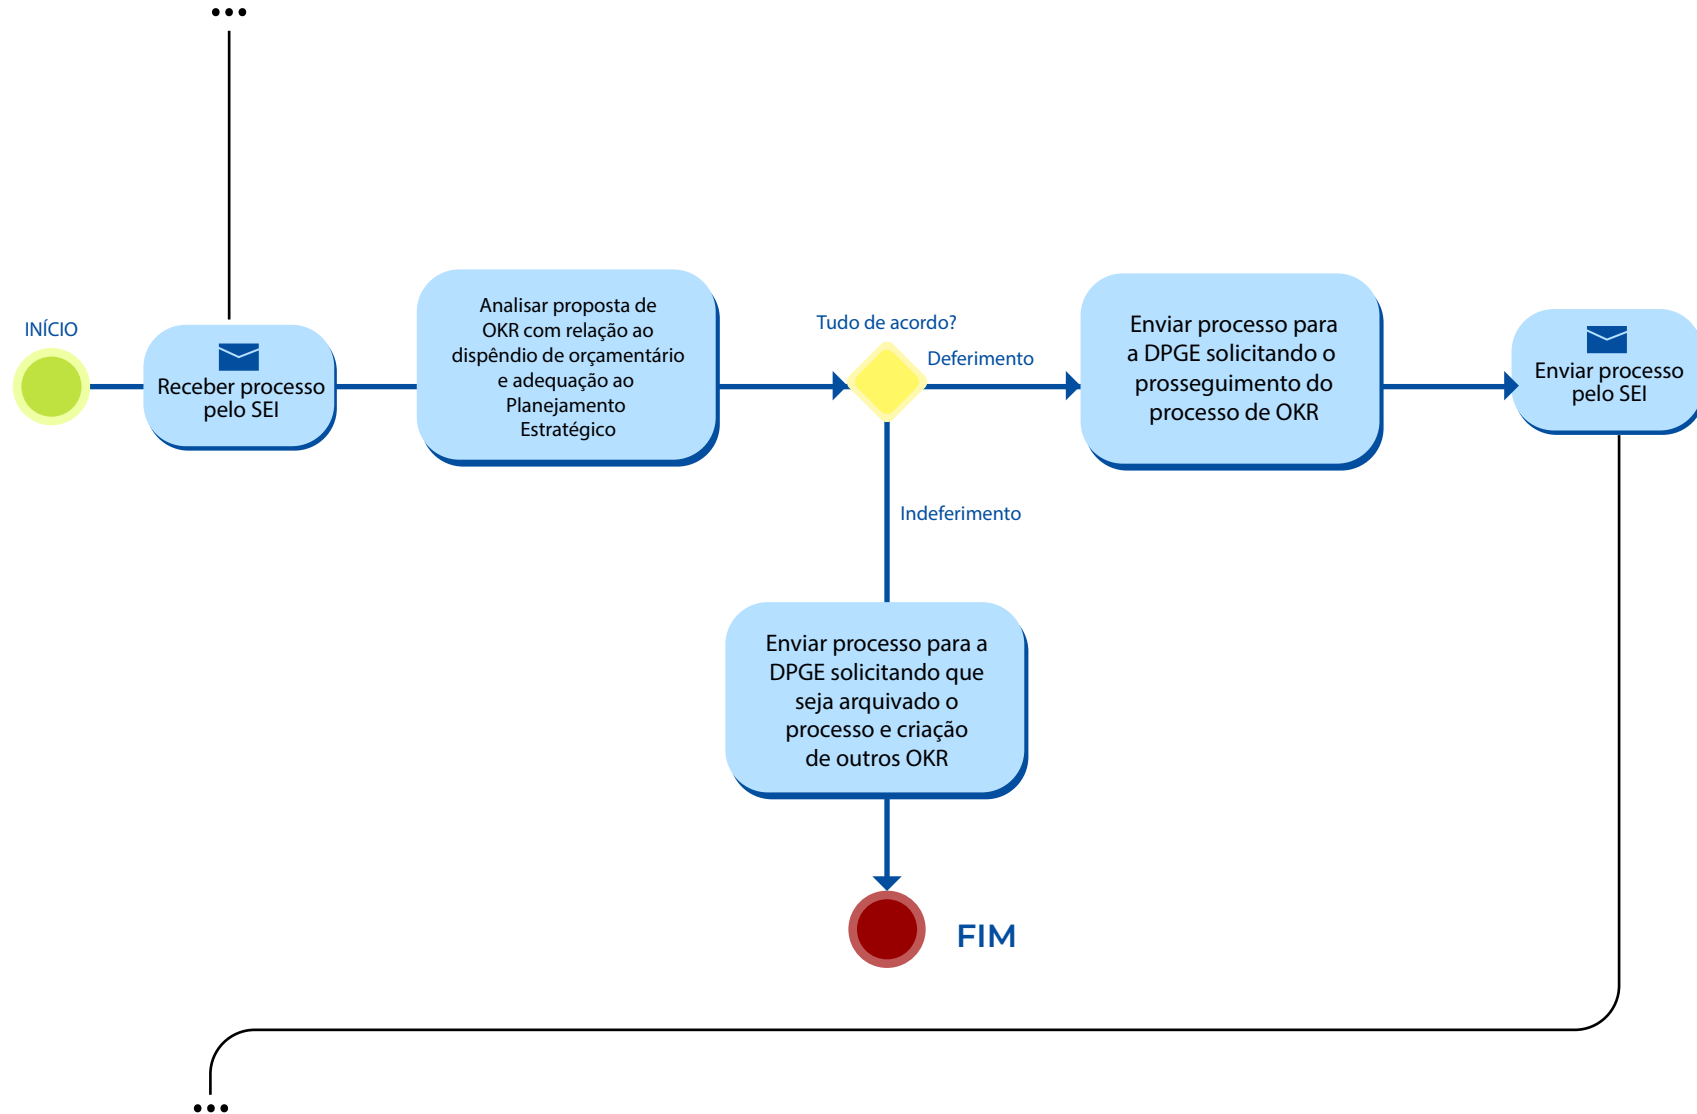 •••
INÍCIO
Receber processo
pelo SEI
Analisar proposta de
OKR com relação ao
dispêndio de orçamentário
e adequação ao
Planejamento
Estratégico
Tudo de acordo?
Deferimento
Enviar processo para
a DPGE solicitando o
prosseguimento do
processo de OKR
Enviar processo
pelo SEI
Indeferimento
Enviar processo para a
DPGE solicitando que
seja arquivado o
processo e criação
de outros OKR
FIM
•••